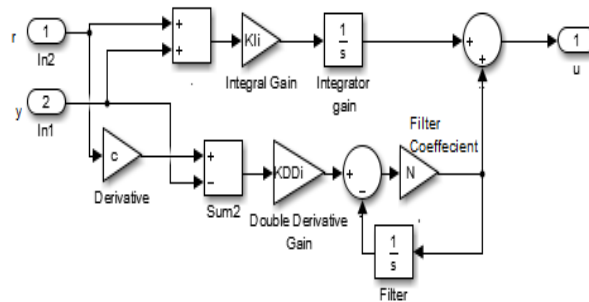 r
1
In2
+
+
KIi
Integral Gain
1
s
Integrator
gain
+
+
1
u
y
2
In1
c
Derivative
+
−
Sum2
KDDi
Double Derivative
Gain
+
−
Filter
Coeffecient
N
1
s
Filter